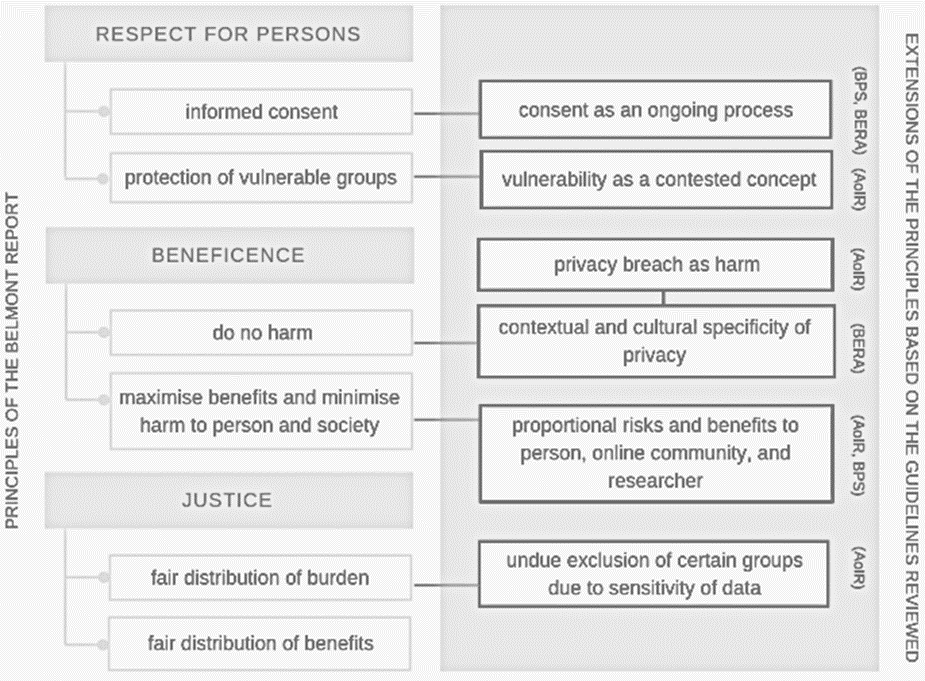 PRINCIPLES OF THE BELMONT REPORT
RESPECT FOR PERSONS
informed consent
protection of vulnerable groups
BENEFICENCE
do no harm
maximise benefits and minimise
harm to person and society
JUSTICE
fair distribution of burden
fair distribution of benefits
consent as an ongoing process
(BPS, BERA)
vulnerability as a contested concept
(AoIR)
privacy breach as harm
(AoIR)
contextual and cultural specificity of
privacy
(BERA)
proportional risks and benefits to
person, online community, and
researcher
(AoIR, BPS)
undue exclusion of certain groups
due to sensitivity of data
(AoIR)
EXTENSIONS OF THE PRINCIPLES BASED ON THE GUIDELINES REVIEWED